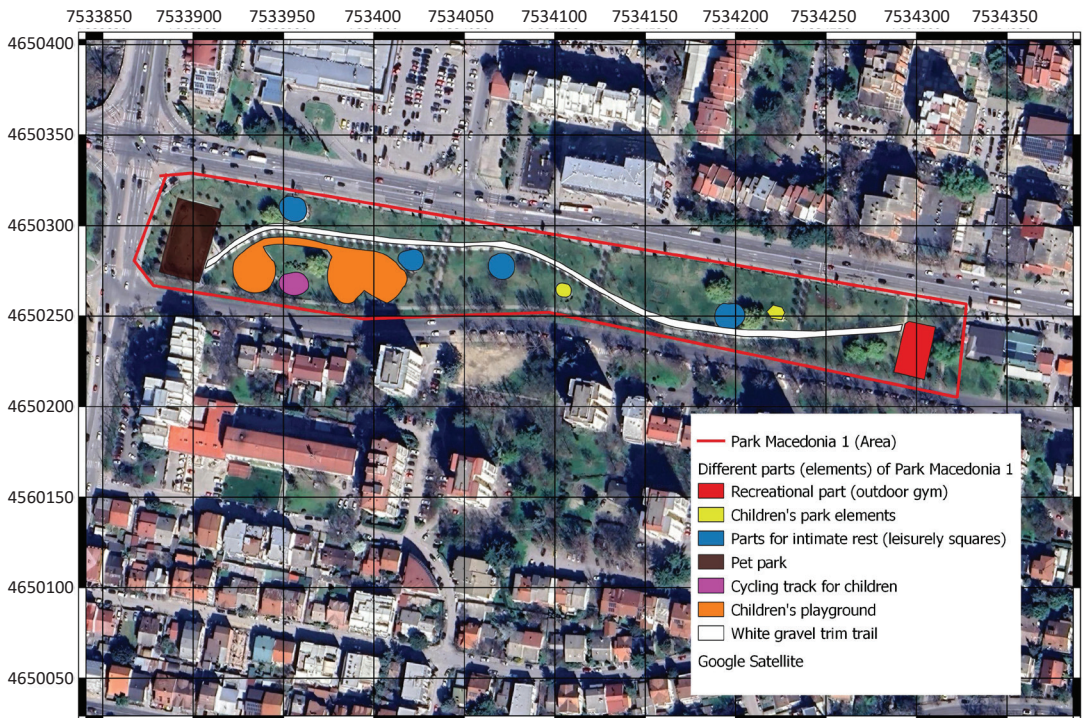 7533850 7533900 7533950 7533400 7534050 7534100 7534150 7534200 7534250 7534300 7534350
4650400
4650350
4650300
4650250
4650200
4560150
4650100
4650050
Park Macedonia 1 (Area)
Different parts (elements) of Park Macedonia 1
Recreational part (outdoor gym)
Children's park elements
Parts for intimate rest (leisurely squares)
Pet park
Cycling track for children
Children's playground
White gravel trim trail
Google Satellite